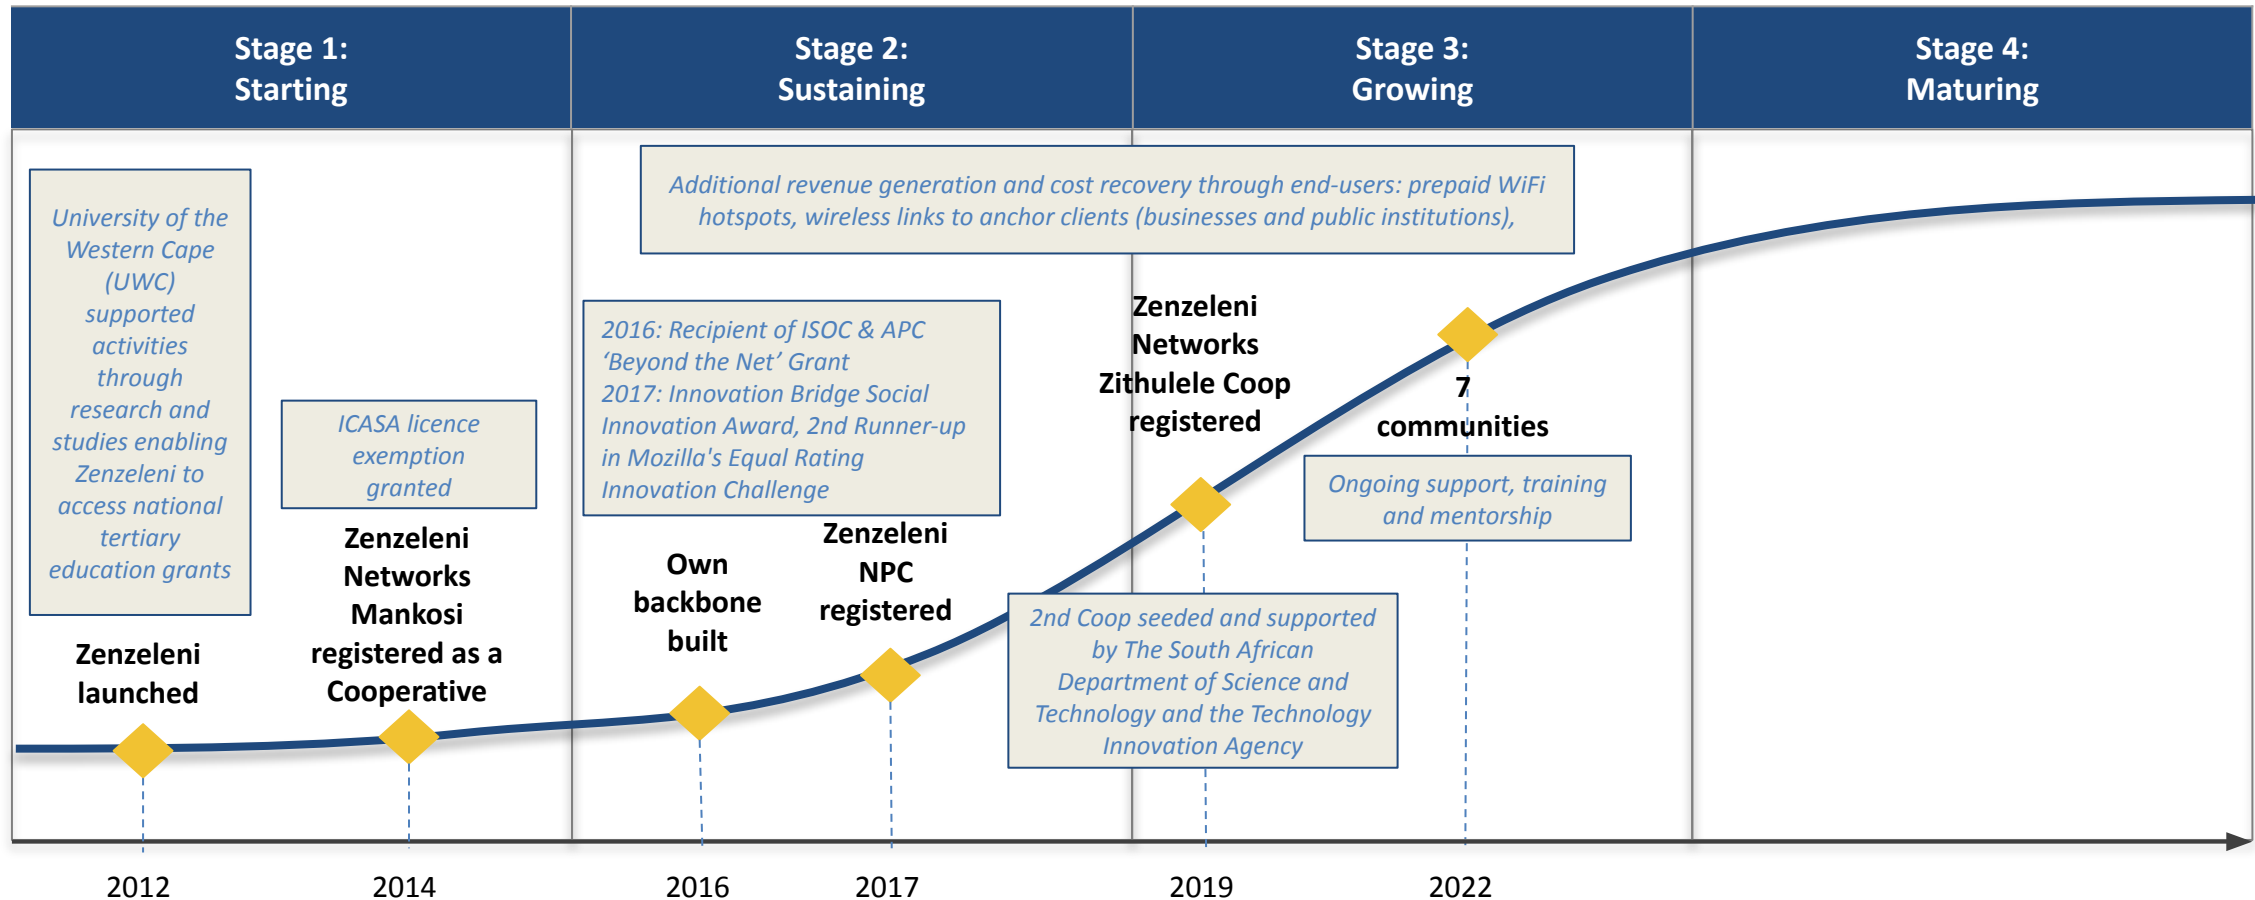 Stage 1:
Starting
Stage 2:
Sustaining
Stage 3:
Growing
Stage 4:
Maturing
University of the
Western Cape
(UWC)
supported
activities
through
research and
studies enabling
Zenzeleni to
access national
tertiary
education grants
Zenzeleni
launched
ICASA licence
exemption
granted
Zenzeleni
Networks
Mankosi
registered as a
Cooperative
Additional revenue generation and cost recovery through end-users: prepaid WiFi
hotspots, wireless links to anchor clients (businesses and public institutions),
2016: Recipient of ISOC & APC
‘Beyond the Net’ Grant
2017: Innovation Bridge Social
Innovation Award, 2nd Runner-up
in Mozilla's Equal Rating
Innovation Challenge
Own
backbone
built
Zenzeleni
NPC
registered
Zenzeleni
Networks
Zithulele Coop
registered
2nd Coop seeded and supported
by The South African
Department of Science and
Technology and the Technology
Innovation Agency
7
communities
Ongoing support, training
and mentorship
2012
2014
2016
2017
2019
2022